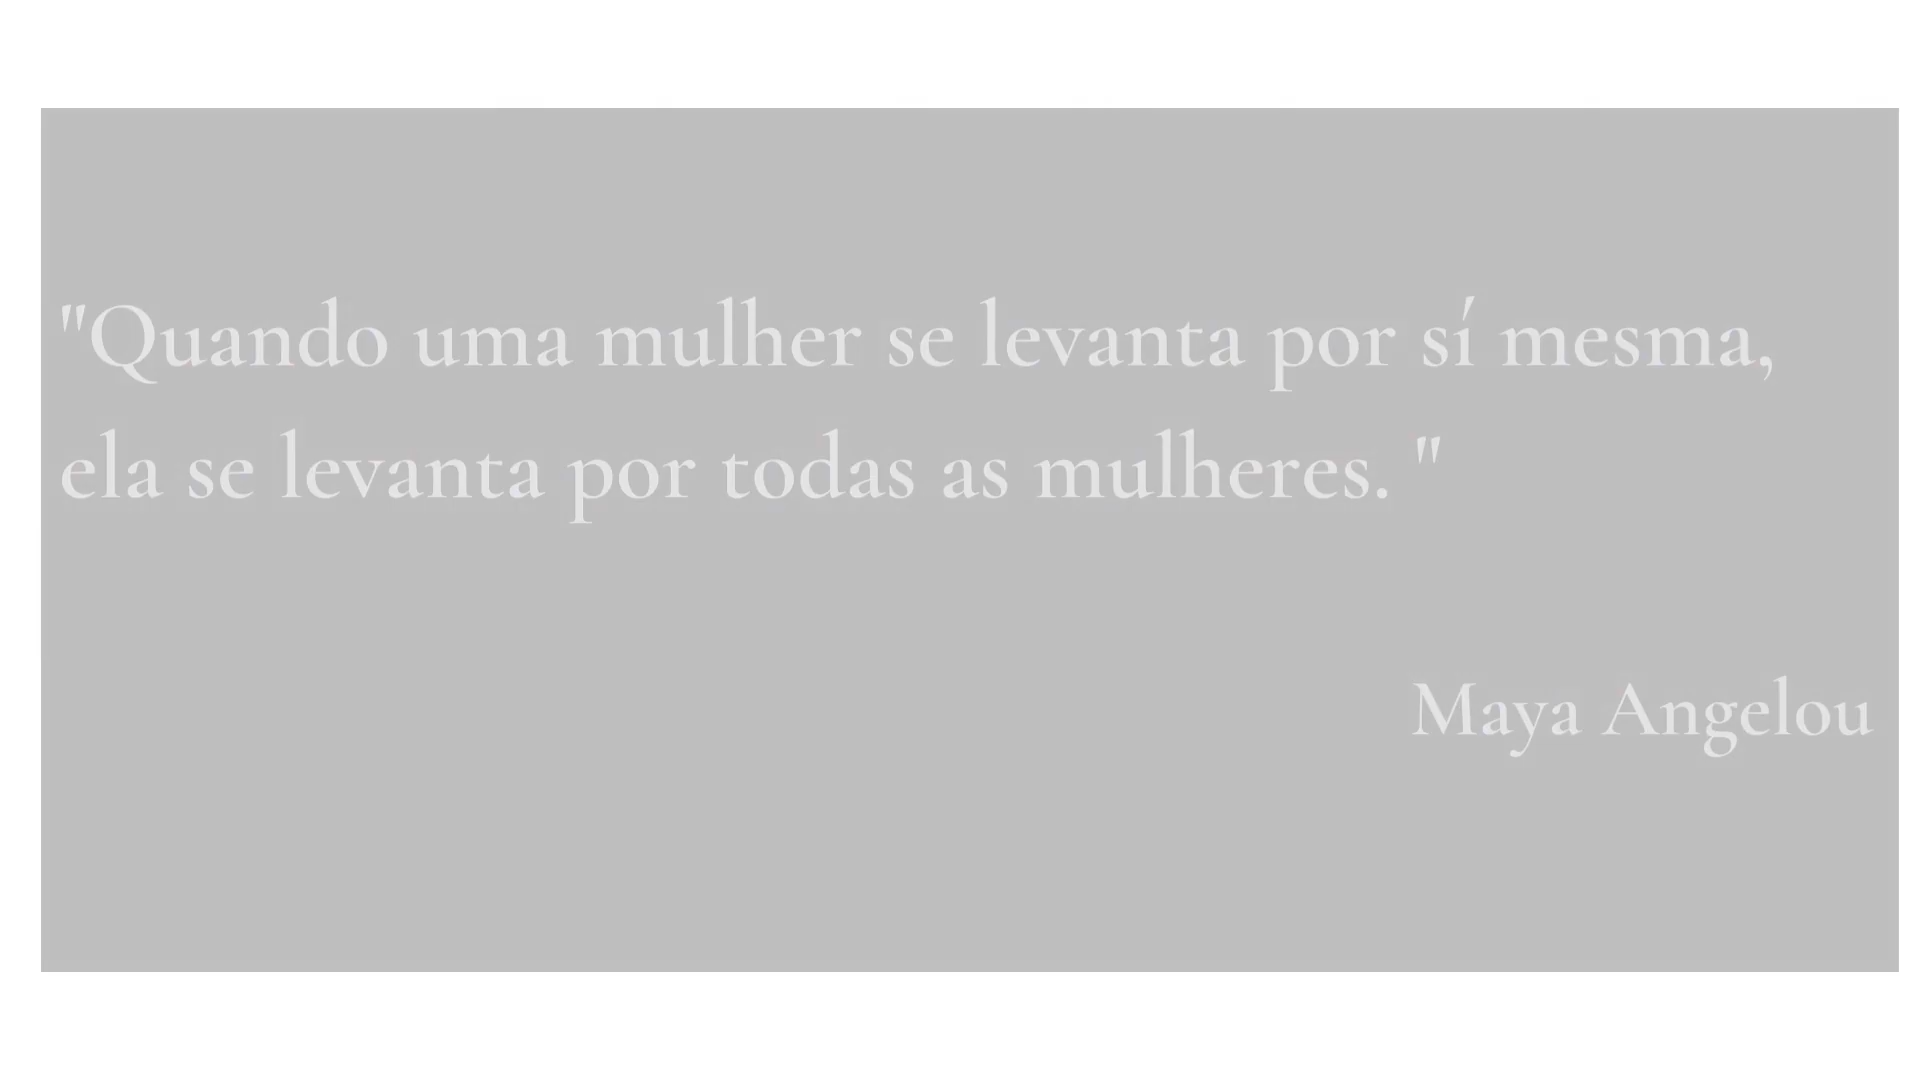 "Quando uma mulher se levanta por sí mesma,
ela se levanta por todas as mulheres. "
Maya Angelou